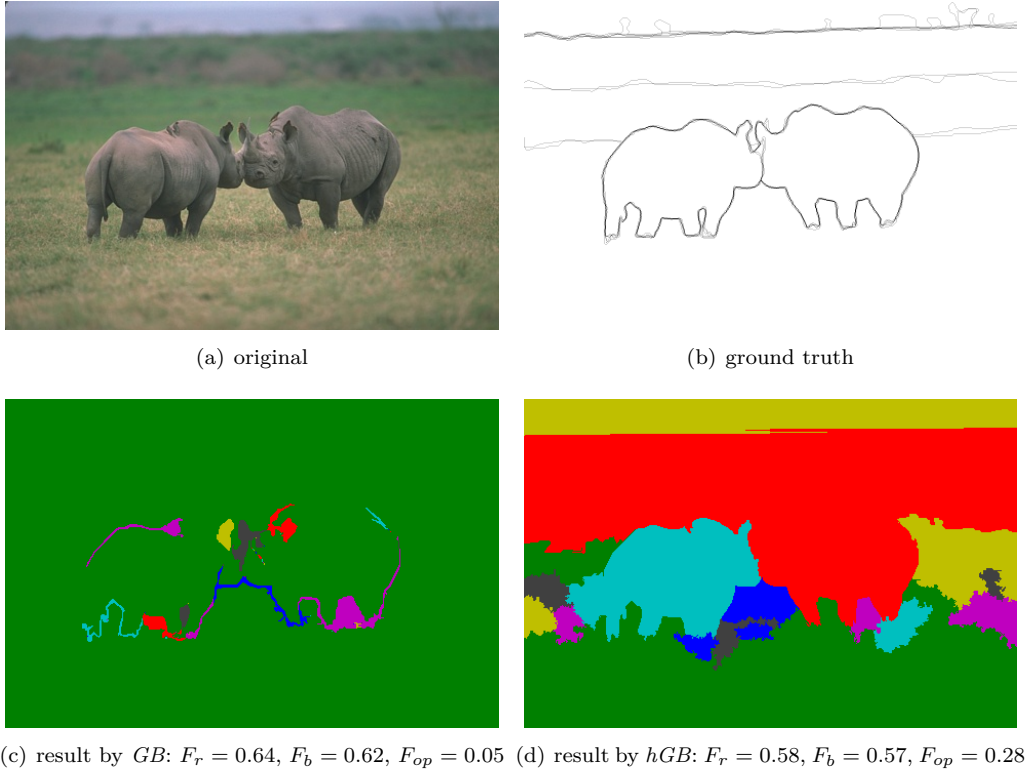 (a) original
(b) ground truth
(c) result by GB: F_r = 0.64, F_b = 0.62, F_op = 0.05
(d) result by hGB: F_r = 0.58, F_b = 0.57, F_op = 0.28